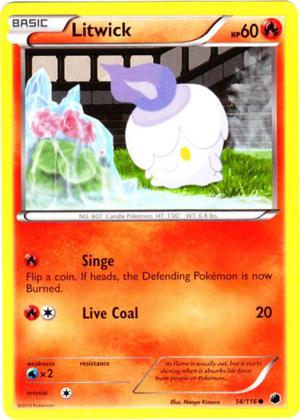 BASIC
Litwick
HP60
NO. 607 Candle Pokémon HT. 1'00" WT. 6.8 lbs.
Singe
Flip a coin. If heads, the Defending Pokémon is now
Burned.
Live Coal 20
weakness resistance
×2
retreat
Its flame is usually out, but it starts
shining when it absorbs life force
from people or Pokémon.
Illus. Naoyo Kimura
14/116
©2013 Pokémon